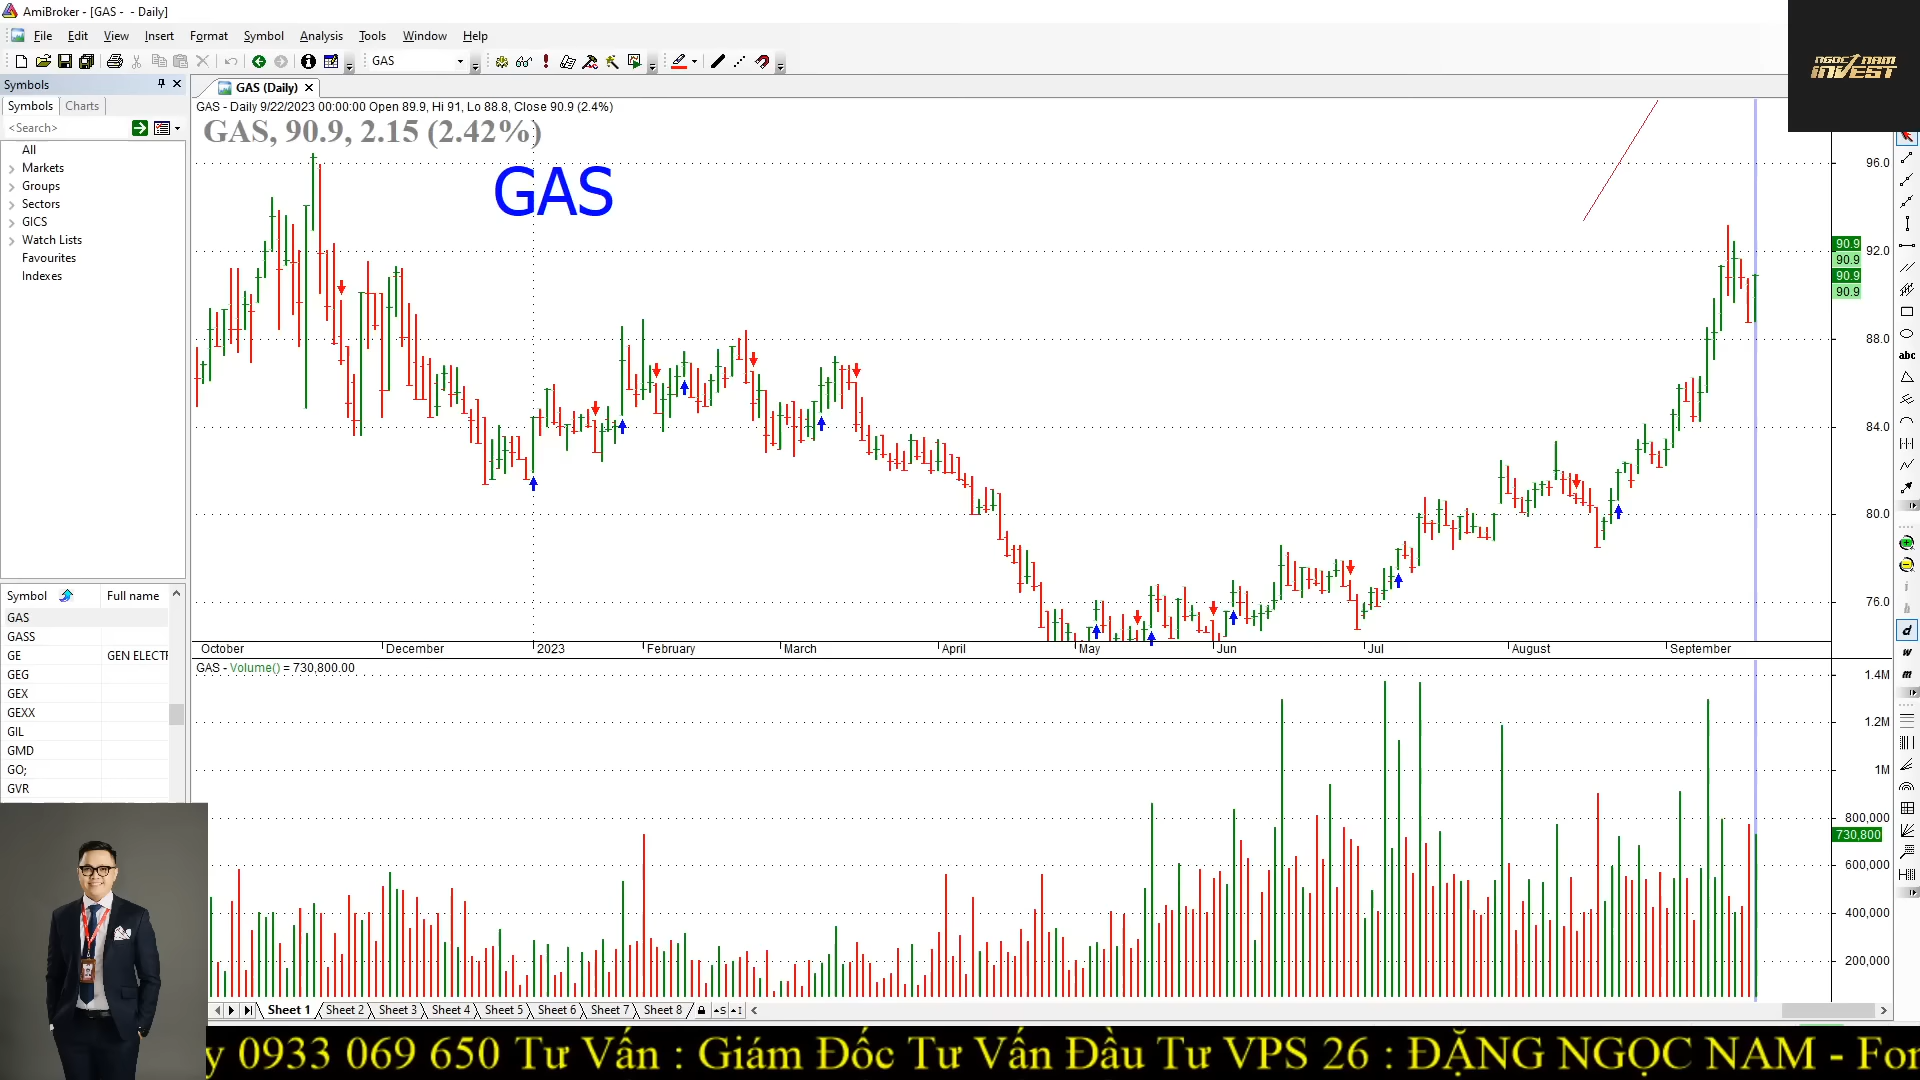 AmiBroker - [GAS - - Daily]
File Edit View Insert Format Symbol Analysis Tools Window Help
GAS
NGỌC NAM
INVEST
Symbols
Symbols Charts
<Search>
All
Markets
Groups
Sectors
GICS
Watch Lists
Favourites
Indexes
Symbol Full name
GAS
GASS
GE GEN ELECTF
GEG
GEX
GEXX
GIL
GMD
GO;
GVR
GAS (Daily)
GAS - Daily 9/22/2023 00:00:00 Open 89.9, Hi 91, Lo 88.8, Close 90.9 (2.4%)
GAS, 90.9, 2.15 (2.42%)
GAS
96.0
92.0
90.9
90.9
90.9
90.9
88.0
84.0
80.0
76.0
October December 2023 February March April May Jun Jul August September
GAS - Volume() = 730,800.00
1.4M
1.2M
1M
800,000
730,800
600,000
400,000
200,000
abc
d
w
m
Sheet 1 Sheet 2 Sheet 3 Sheet 4 Sheet 5 Sheet 6 Sheet 7 Sheet 8
y 0933 069 650 Tư Vấn : Giám Đốc Tư Vấn Đầu Tư VPS 26 : ĐẶNG NGỌC NAM - For